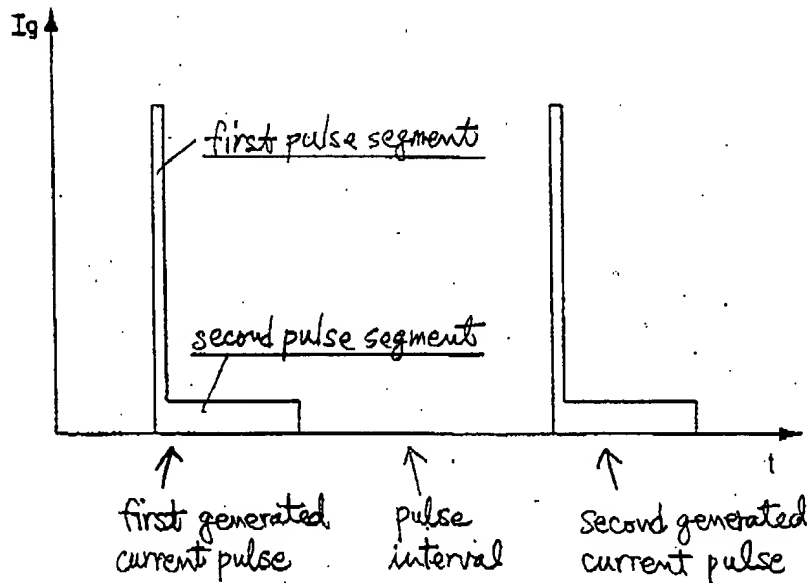 Ig
first pulse segment
second pulse segment
t
first generated
current pulse
pulse
interval
second generated
current pulse